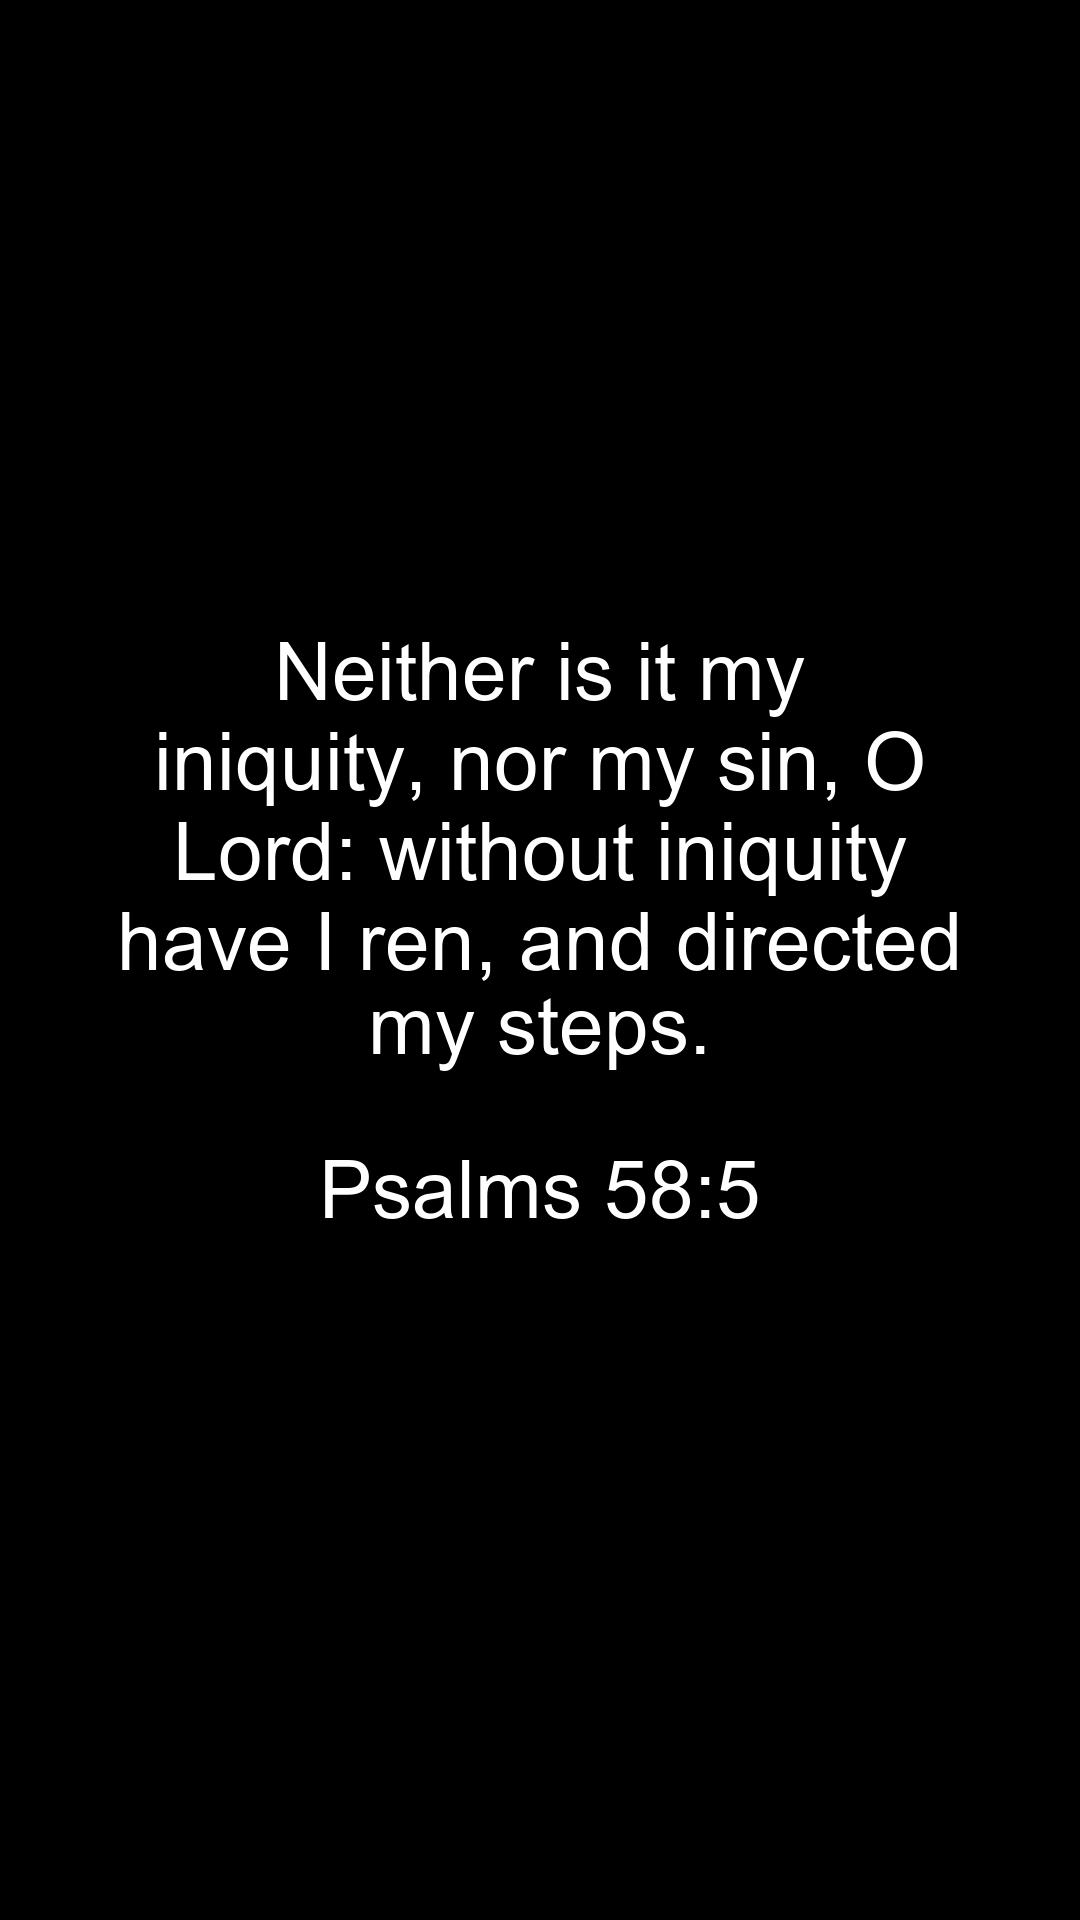 Neither is it my
iniquity, nor my sin, O
Lord: without iniquity
have I ren, and directed
my steps.
Psalms 58:5